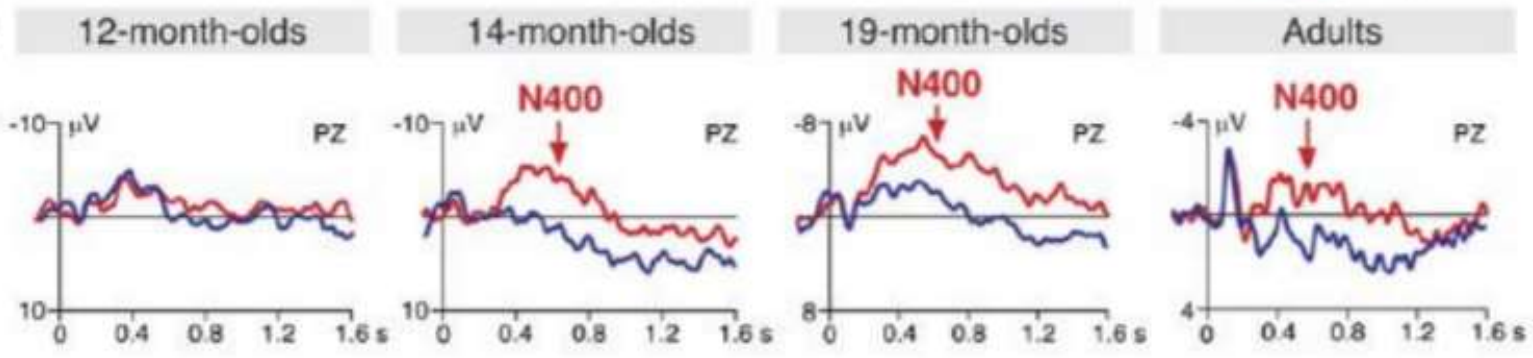 12-month-olds 14-month-olds 19-month-olds Adults
N400 N400 N400
-10 µV PZ -10 µV PZ -8 µV PZ -4 µV PZ
10 10 8 4
0 0.4 0.8 1.2 1.6 s 0 0.4 0.8 1.2 1.6 s 0 0.4 0.8 1.2 1.6 s 0 0.4 0.8 1.2 1.6 s